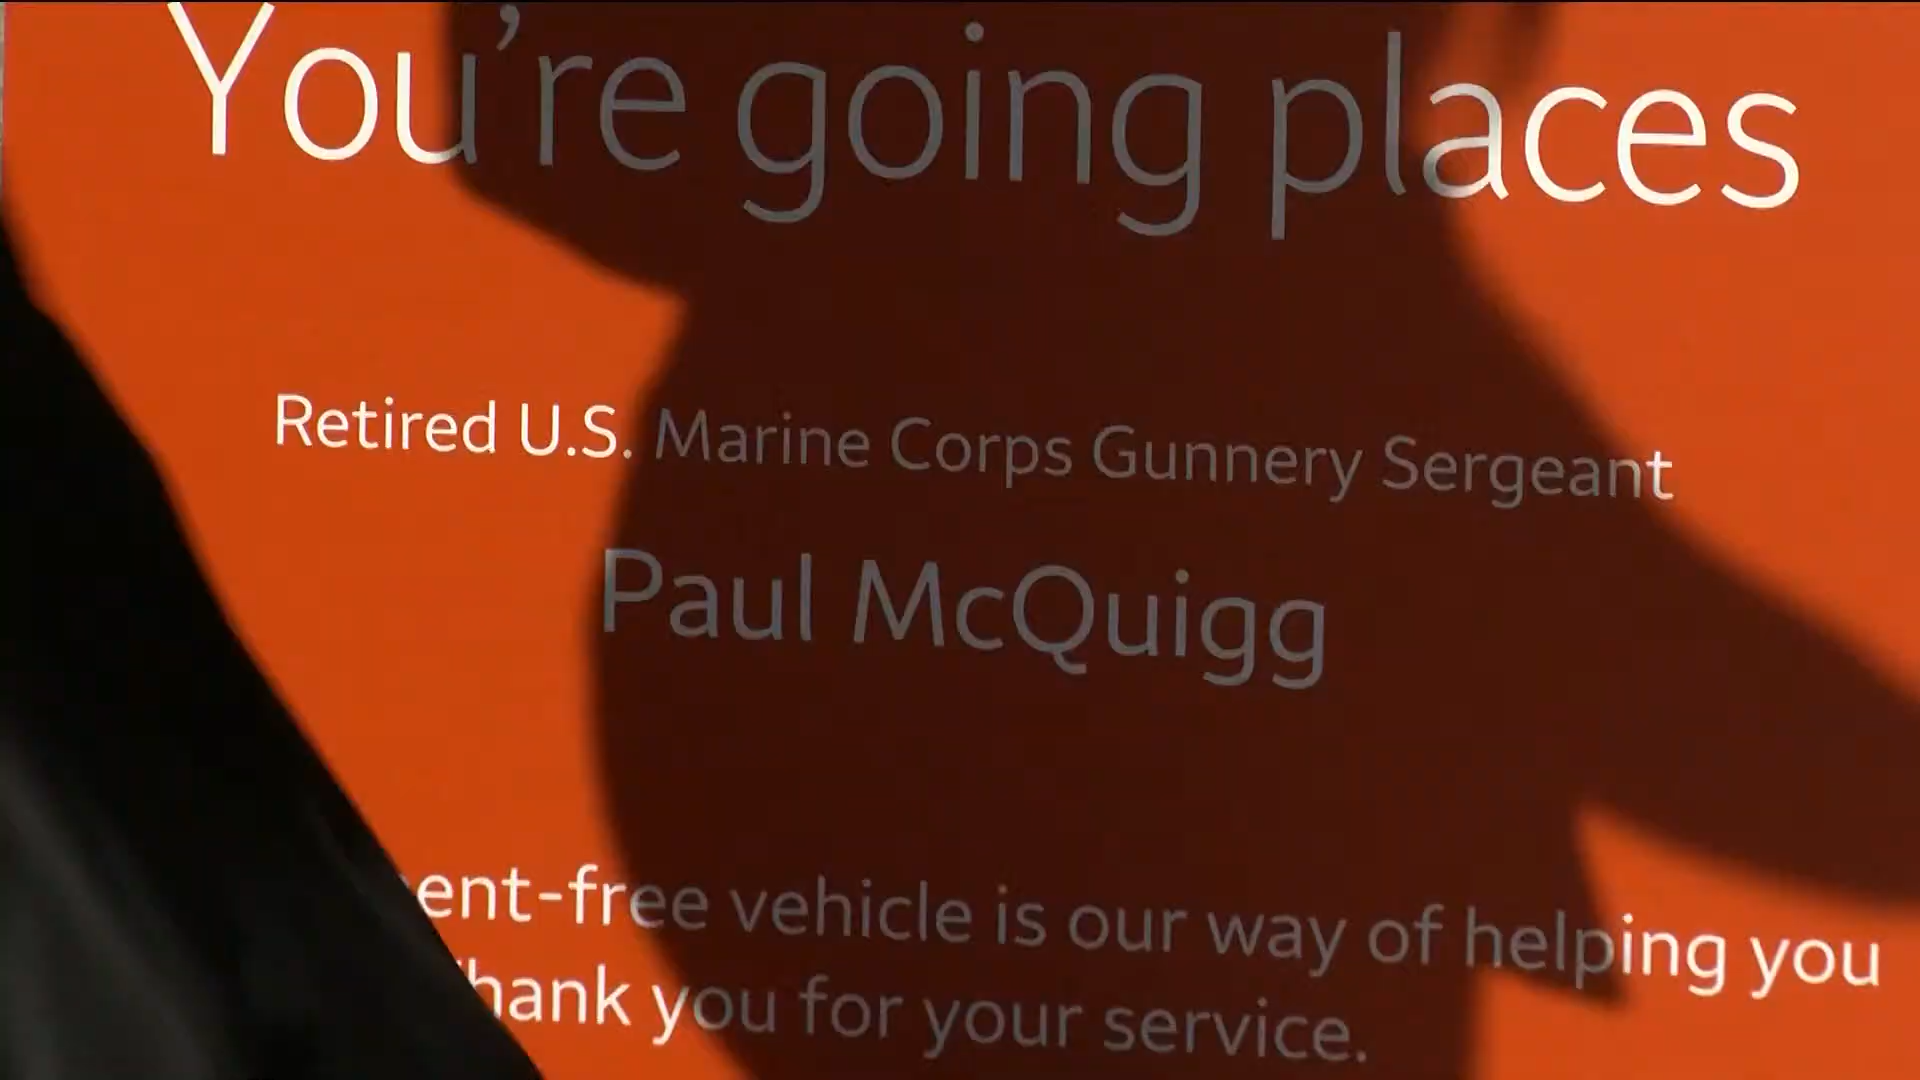 You're going places
Retired U.S. Marine Corps Gunnery Sergeant
Paul McQuigg
ent-free vehicle is our way of helping you
hank you for your service.